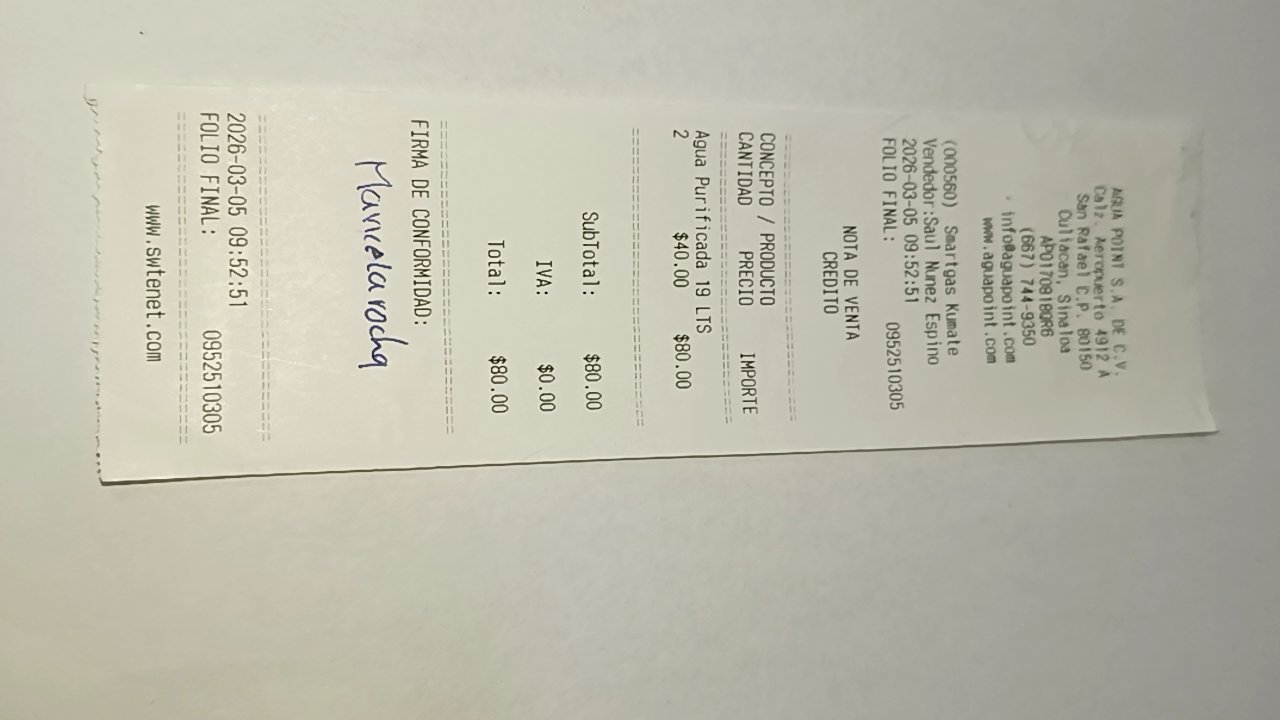 AQUA POINT S.A. DE C.V.
Calz. Aeropuerto 4912 A
San Rafael C.P. 80150
Culiacan, Sinaloa
APO170918QR6
(667) 744-9350
info@aguapoint.com
www.aguapoint.com
(000560) Smartgas Kumate
Vendedor:Saul Nunez Espino
2026-03-05 09:52:51
FOLIO FINAL: 0952510305
NOTA DE VENTA
CREDITO
CONCEPTO / PRODUCTO
CANTIDAD PRECIO IMPORTE
Agua Purificada 19 LTS
2 $40.00 $80.00
SubTotal: $80.00
IVA: $0.00
Total: $80.00
FIRMA DE CONFORMIDAD:
Marcela rocha
2026-03-05 09:52:51
FOLIO FINAL: 0952510305
www.swtenet.com